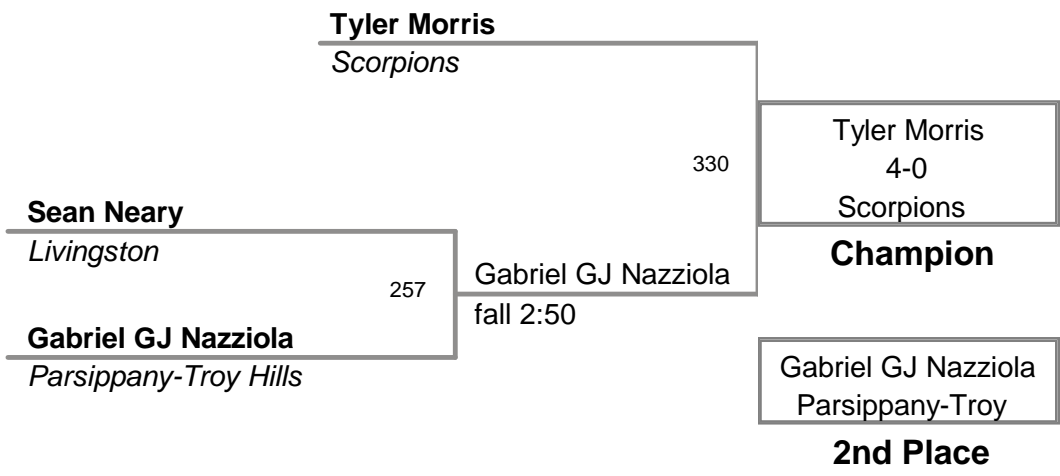 Tyler Morris
Scorpions
330
Tyler Morris
4-0
Scorpions
Champion
Sean Neary
Livingston
257
Gabriel GJ Nazziola
fall 2:50
Gabriel GJ Nazziola
Parsippany-Troy Hills
Gabriel GJ Nazziola
Parsippany-Troy
2nd Place